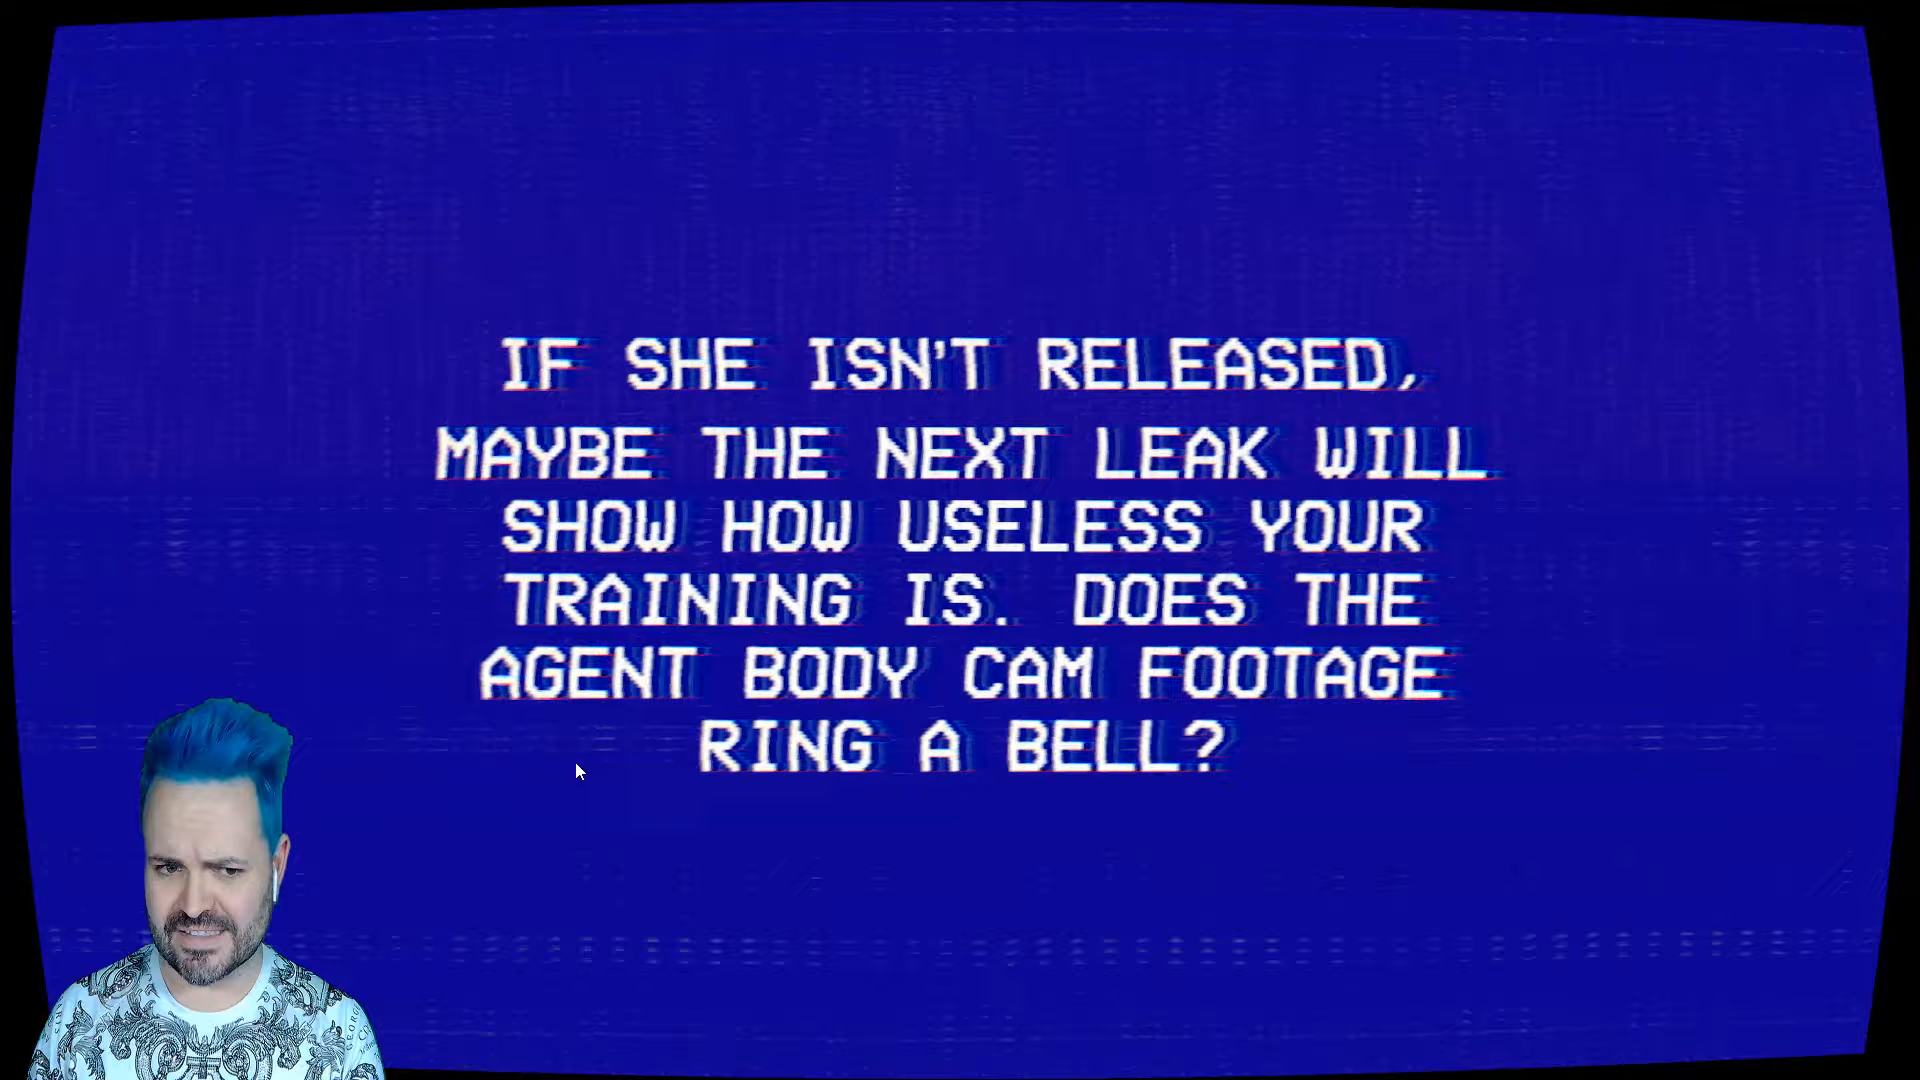 IF SHE ISN'T RELEASED,
MAYBE THE NEXT LEAK WILL
SHOW HOW USELESS YOUR
TRAINING IS. DOES THE
AGENT BODY CAM FOOTAGE
RING A BELL?